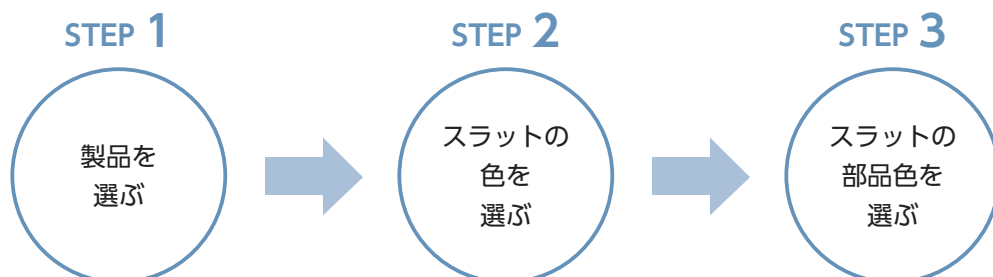 STEP 1
製品を
選ぶ
STEP 2
スラットの
色を
選ぶ
STEP 3
スラットの
部品色を
選ぶ